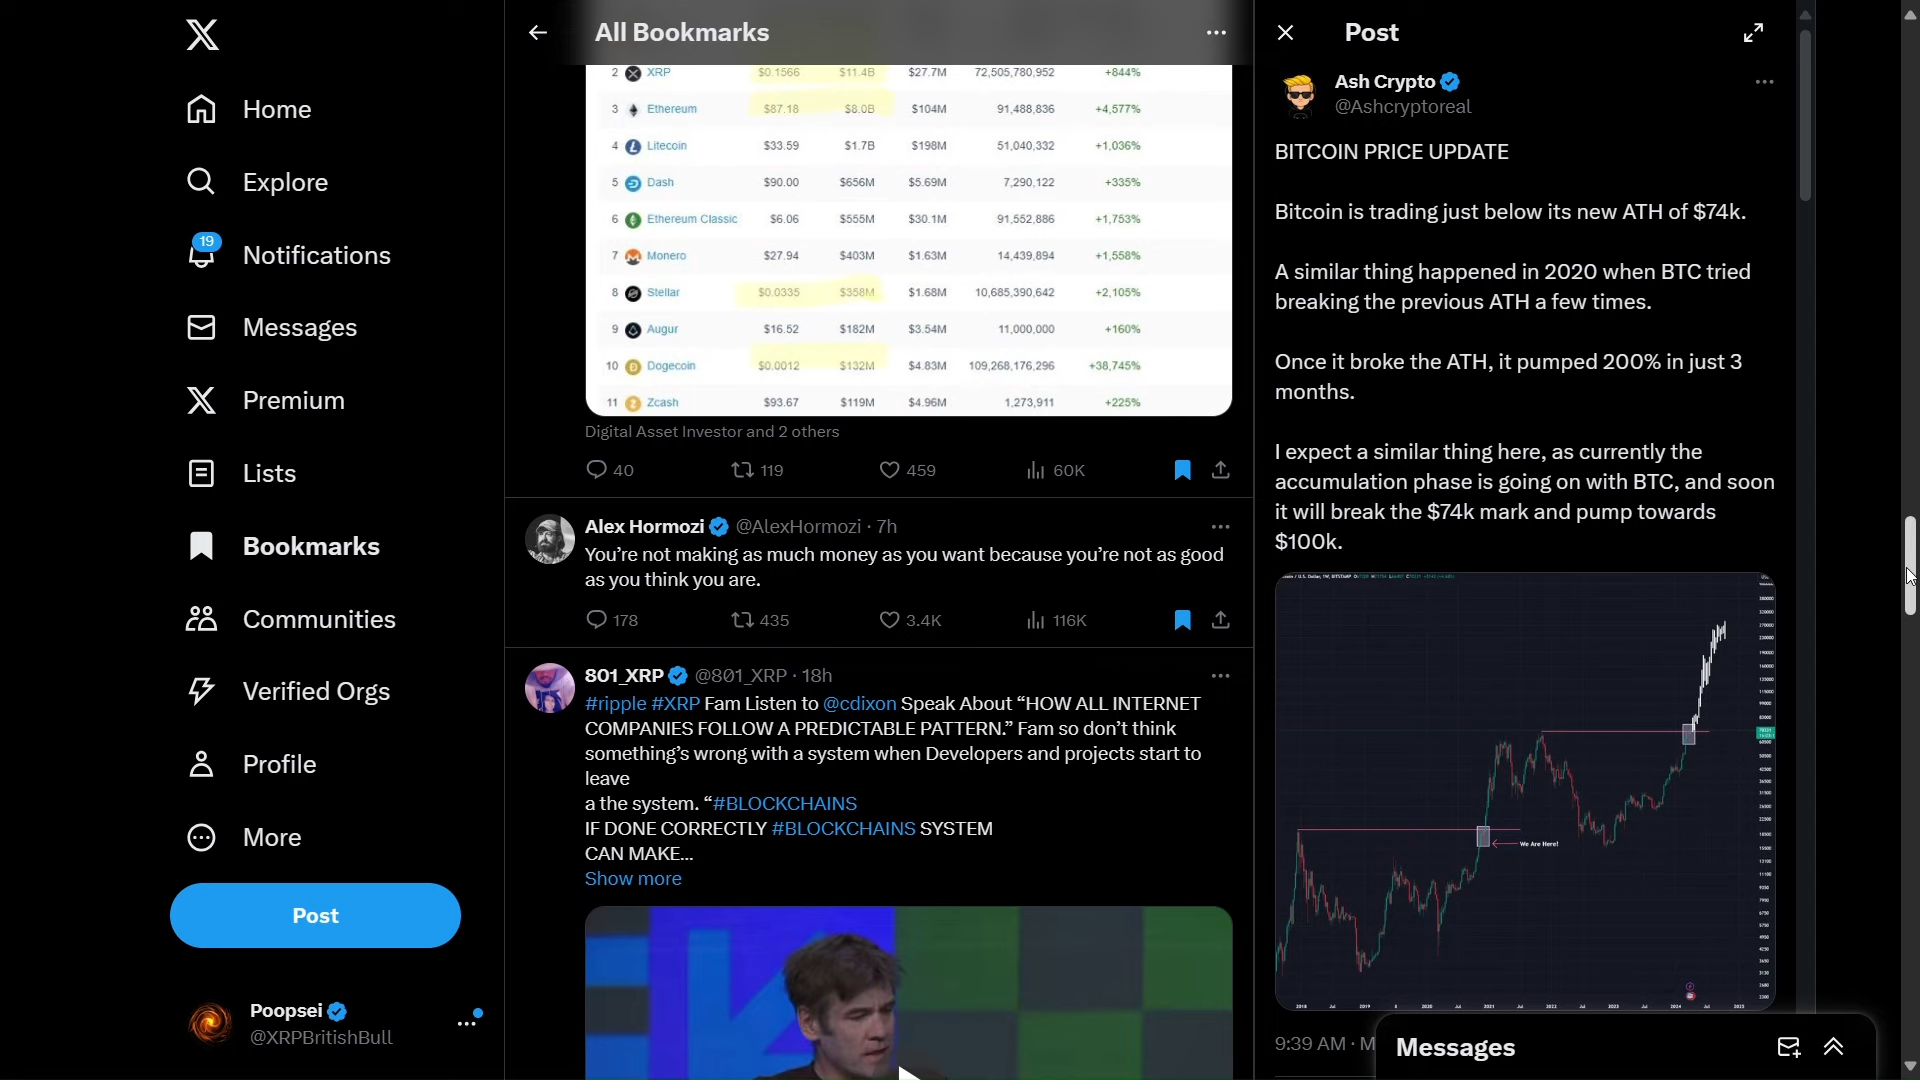 Home
Explore
19
Notifications
Messages
Premium
Lists
Bookmarks
Communities
Verified Orgs
Profile
More
Post
Poopsei
@XRPBritishBull
All Bookmarks
2 XRP $0.1566 $11.4B $27.7M 72,505,780,952 +844%
3 Ethereum $87.18 $8.0B $104M 91,488,836 +4,577%
4 Litecoin $33.59 $1.7B $198M 51,040,332 +1,036%
5 Dash $90.00 $656M $5.69M 7,290,122 +335%
6 Ethereum Classic $6.06 $555M $30.1M 91,552,886 +1,753%
7 Monero $27.94 $403M $1.63M 14,439,894 +1,558%
8 Stellar $0.0335 $358M $1.68M 10,685,390,642 +2,105%
9 Augur $16.52 $182M $3.54M 11,000,000 +160%
10 Dogecoin $0.0012 $132M $4.83M 109,268,176,296 +38,745%
11 Zcash $93.67 $119M $4.96M 1,273,911 +225%
Digital Asset Investor and 2 others
40 119 459 60K
Alex Hormozi @AlexHormozi · 7h
You’re not making as much money as you want because you’re not as good
as you think you are.
178 435 3.4K 116K
801_XRP @801_XRP · 18h
#ripple #XRP Fam Listen to @cdixon Speak About “HOW ALL INTERNET
COMPANIES FOLLOW A PREDICTABLE PATTERN.” Fam so don’t think
something’s wrong with a system when Developers and projects start to
leave
a the system. “#BLOCKCHAINS
IF DONE CORRECTLY #BLOCKCHAINS SYSTEM
CAN MAKE...
Show more
Post
Ash Crypto
@Ashcryptoreal
BITCOIN PRICE UPDATE
Bitcoin is trading just below its new ATH of $74k.
A similar thing happened in 2020 when BTC tried
breaking the previous ATH a few times.
Once it broke the ATH, it pumped 200% in just 3
months.
I expect a similar thing here, as currently the
accumulation phase is going on with BTC, and soon
it will break the $74k mark and pump towards
$100k.
We Are Here!
2018 Jul 2019 2020 Jul 2021 Jul 2022 Jul 2023 Jul 2024 Jul 2025
9:39 AM · M
Messages